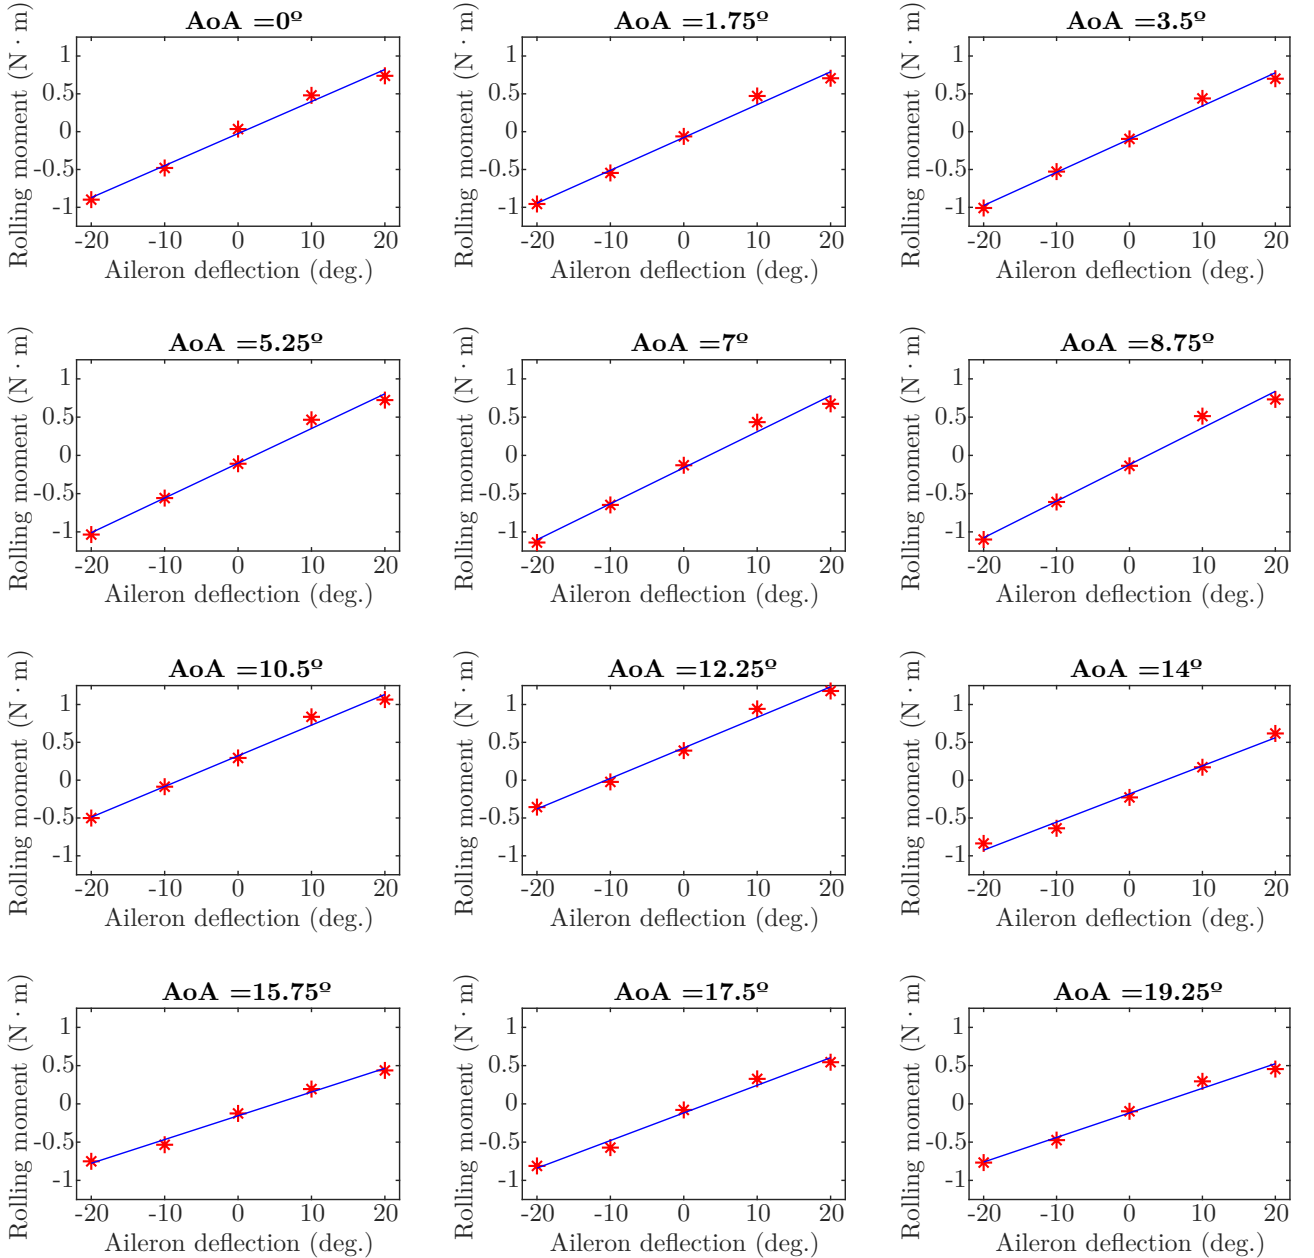 AoA =0º
Rolling moment (N · m)
1
0.5
0
-0.5
-1
-20 -10 0 10 20
Aileron deflection (deg.)
AoA =1.75º
Rolling moment (N · m)
1
0.5
0
-0.5
-1
-20 -10 0 10 20
Aileron deflection (deg.)
AoA =3.5º
Rolling moment (N · m)
1
0.5
0
-0.5
-1
-20 -10 0 10 20
Aileron deflection (deg.)
AoA =5.25º
Rolling moment (N · m)
1
0.5
0
-0.5
-1
-20 -10 0 10 20
Aileron deflection (deg.)
AoA =7º
Rolling moment (N · m)
1
0.5
0
-0.5
-1
-20 -10 0 10 20
Aileron deflection (deg.)
AoA =8.75º
Rolling moment (N · m)
1
0.5
0
-0.5
-1
-20 -10 0 10 20
Aileron deflection (deg.)
AoA =10.5º
Rolling moment (N · m)
1
0.5
0
-0.5
-1
-20 -10 0 10 20
Aileron deflection (deg.)
AoA =12.25º
Rolling moment (N · m)
1
0.5
0
-0.5
-1
-20 -10 0 10 20
Aileron deflection (deg.)
AoA =14º
Rolling moment (N · m)
1
0.5
0
-0.5
-1
-20 -10 0 10 20
Aileron deflection (deg.)
AoA =15.75º
Rolling moment (N · m)
1
0.5
0
-0.5
-1
-20 -10 0 10 20
Aileron deflection (deg.)
AoA =17.5º
Rolling moment (N · m)
1
0.5
0
-0.5
-1
-20 -10 0 10 20
Aileron deflection (deg.)
AoA =19.25º
Rolling moment (N · m)
1
0.5
0
-0.5
-1
-20 -10 0 10 20
Aileron deflection (deg.)